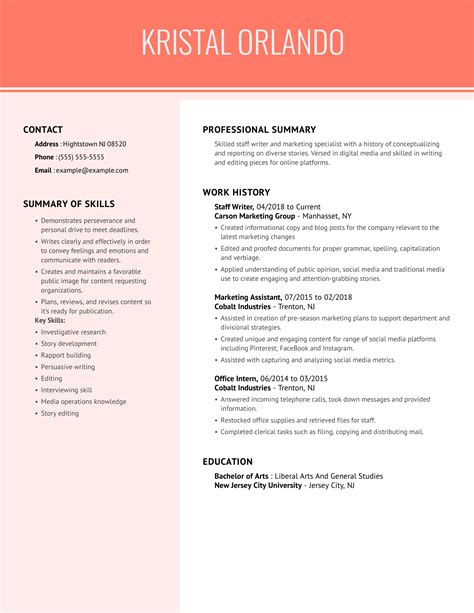 KRISTAL ORLANDO
CONTACT
Address : Hightstown NJ 08520
Phone : (555) 555-5555
Email : example@example.com
SUMMARY OF SKILLS
• Demonstrates perseverance and
personal drive to meet deadlines.
• Writes clearly and effectively in order
to convey feelings and emotions and
communicate with readers.
• Creates and maintains a favorable
public image for content requesting
organizations.
• Plans, reviews, and revises content so
it's ready for publication.
Key Skills:
• Investigative research
• Story development
• Rapport building
• Persuasive writing
• Editing
• Interviewing skill
• Media operations knowledge
• Story editing
PROFESSIONAL SUMMARY
Skilled staff writer and marketing specialist with a history of conceptualizing
and reporting on diverse stories. Versed in digital media and skilled in writing
and editing pieces for online platforms.
WORK HISTORY
Staff Writer, 04/2018 to Current
Carson Marketing Group - Manhasset, NY
• Created informational copy and blog posts for the company relevant to the
latest marketing changes
• Edited and proofed documents for proper grammar, spelling, capitalization
and verbiage.
• Applied understanding of public opinion, social media and traditional media
use to create engaging and attention-grabbing stories.
Marketing Assistant, 07/2015 to 02/2018
Cobalt Industries - Trenton, NJ
• Assisted in creation of pre-season marketing plans to support department and
divisional strategies.
• Created unique and engaging content for range of social media platforms
including Pinterest, FaceBook and Instagram.
• Assisted with campaigns and analyzing social media metrics.
Office Intern, 06/2014 to 03/2015
Cobalt Industries - Trenton, NJ
• Answered incoming telephone calls, took down messages and provided
information.
• Restocked office supplies and retrieved files for staff.
• Completed clerical tasks such as filing, copying and distributing mail.
EDUCATION
Bachelor of Arts : Liberal Arts And General Studies
New Jersey City University - Jersey City, NJ